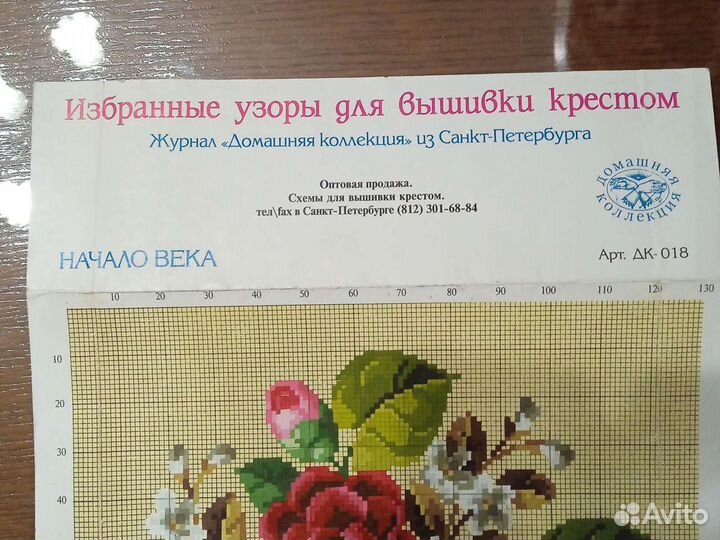 Избранные узоры для вышивки крестом
Журнал «Домашняя коллекция» из Санкт-Петербурга
Оптовая продажа.
Схемы для вышивки крестом.
тел\fax в Санкт-Петербурге (812) 301-68-84
ДОМАШНЯЯ
КОЛЛЕКЦИЯ
НАЧАЛО ВЕКА
Арт. ДК-018
10 20 30 40 50 60 70 80 90 100 110 120 130
10
20
30
40
Avito